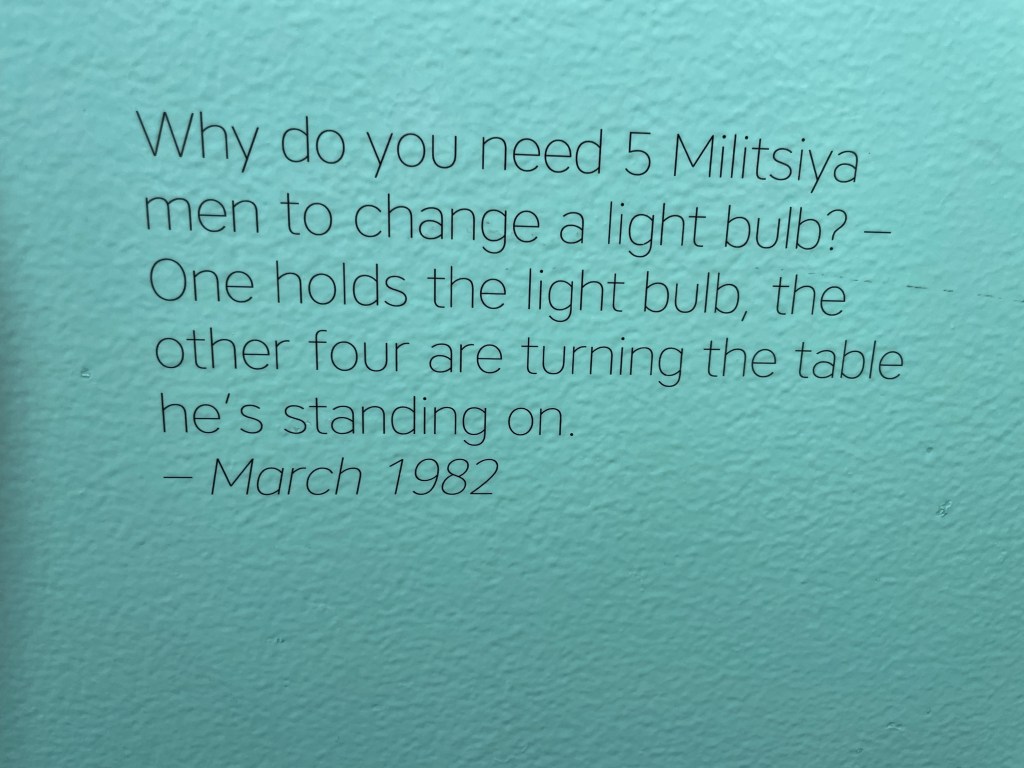 Why do you need 5 Militsiya
men to change a light bulb? –
One holds the light bulb, the
other four are turning the table
he's standing on.
– March 1982